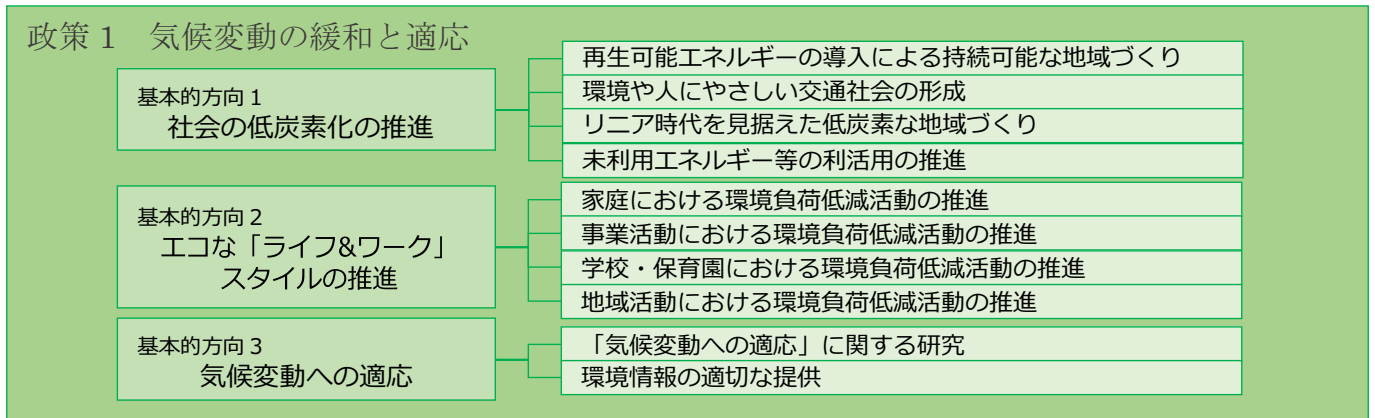 政策1 気候変動の緩和と適応
基本的方向1
社会の低炭素化の推進
再生可能エネルギーの導入による持続可能な地域づくり
環境や人にやさしい交通社会の形成
リニア時代を見据えた低炭素な地域づくり
未利用エネルギー等の利活用の推進
基本的方向2
エコな「ライフ&ワーク」
スタイルの推進
家庭における環境負荷低減活動の推進
事業活動における環境負荷低減活動の推進
学校・保育園における環境負荷低減活動の推進
地域活動における環境負荷低減活動の推進
基本的方向3
気候変動への適応
「気候変動への適応」に関する研究
環境情報の適切な提供